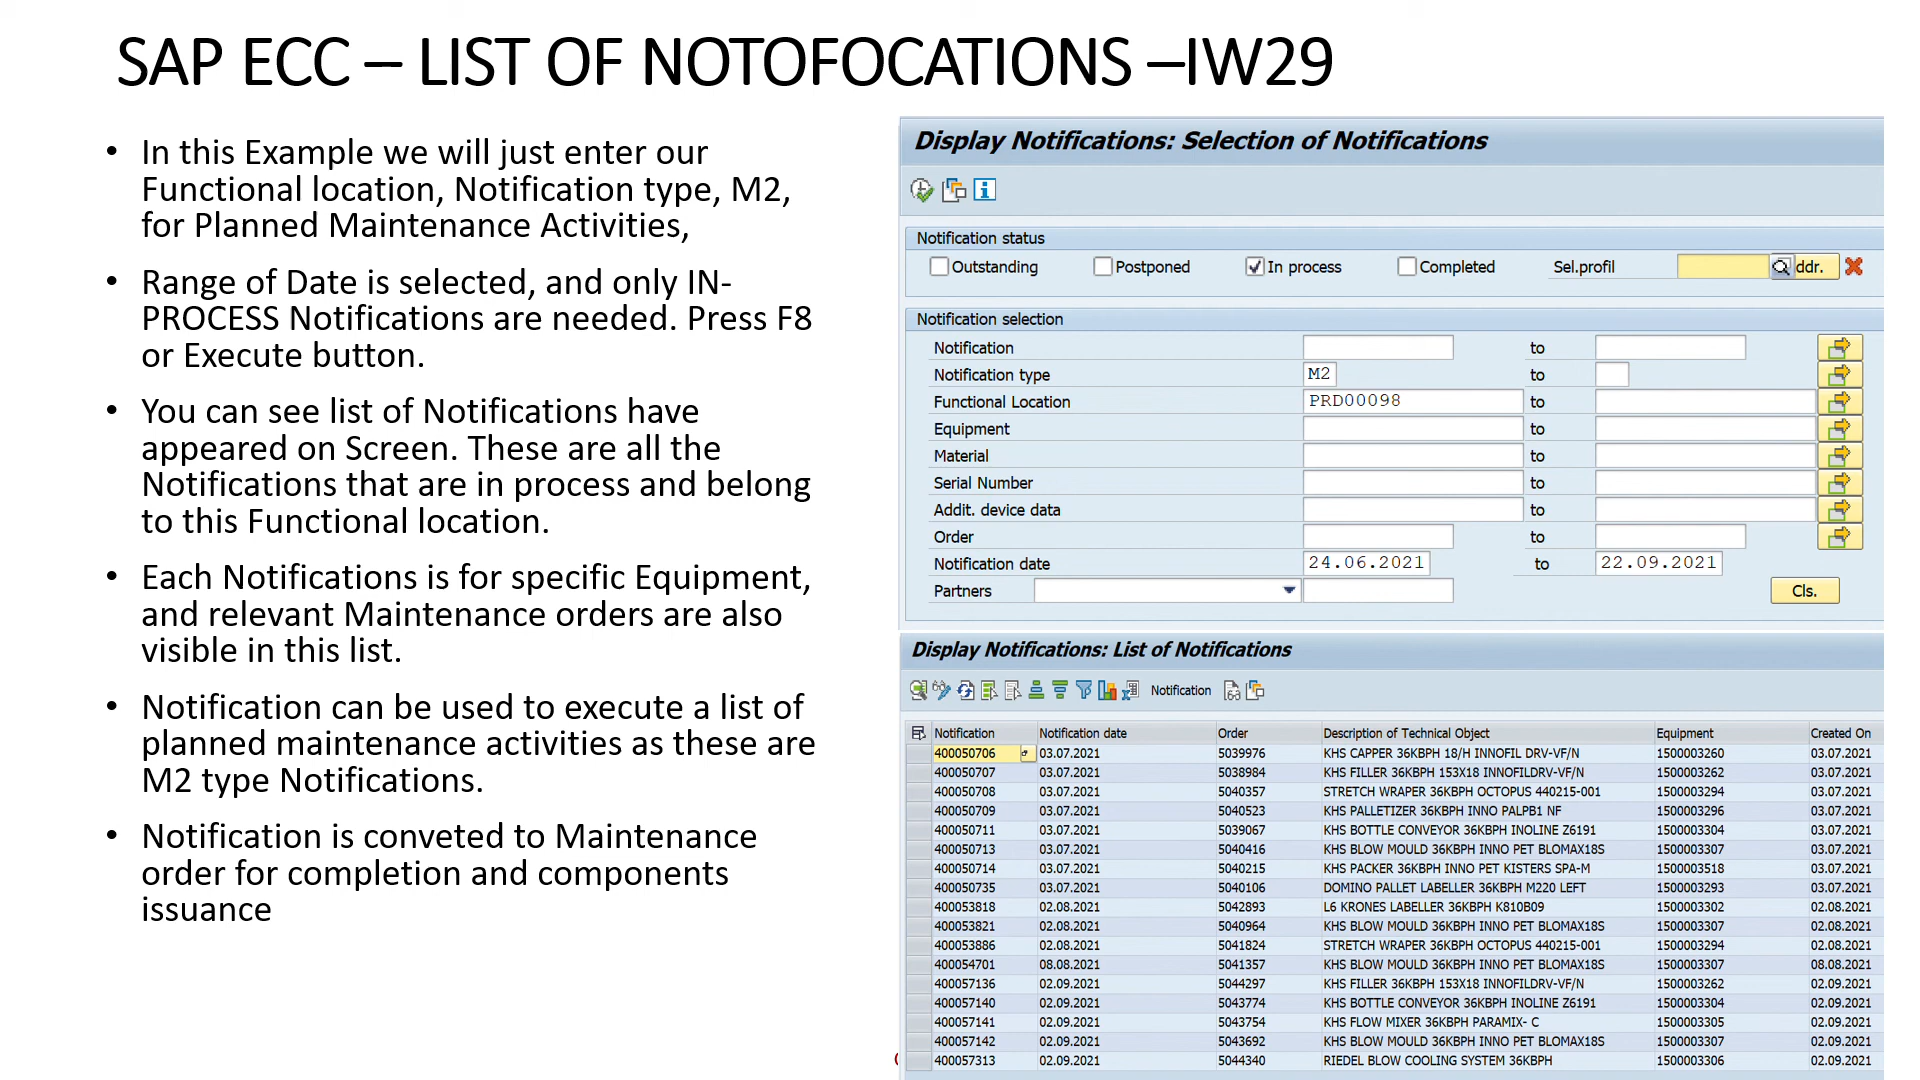 SAP ECC – LIST OF NOTOFOCATIONS –IW29
• In this Example we will just enter our
Functional location, Notification type, M2,
for Planned Maintenance Activities,
• Range of Date is selected, and only IN-
PROCESS Notifications are needed. Press F8
or Execute button.
• You can see list of Notifications have
appeared on Screen. These are all the
Notifications that are in process and belong
to this Functional location.
• Each Notifications is for specific Equipment,
and relevant Maintenance orders are also
visible in this list.
• Notification can be used to execute a list of
planned maintenance activities as these are
M2 type Notifications.
• Notification is conveted to Maintenance
order for completion and components
issuance
Display Notifications: Selection of Notifications
Notification status
Outstanding Postponed In process Completed Sel.profil ddr.
Notification selection
Notification to
Notification type M2 to
Functional Location PRD00098 to
Equipment to
Material to
Serial Number to
Addit. device data to
Order to
Notification date 24.06.2021 to 22.09.2021
Partners Cls.
Display Notifications: List of Notifications
Notification
Notification Notification date Order Description of Technical Object Equipment Created On
400050706 03.07.2021 5039976 KHS CAPPER 36KBPH 18/H INNOFIL DRV-VF/N 1500003260 03.07.2021
400050707 03.07.2021 5038984 KHS FILLER 36KBPH 153X18 INNOFILDRV-VF/N 1500003262 03.07.2021
400050708 03.07.2021 5040357 STRETCH WRAPER 36KBPH OCTOPUS 440215-001 1500003294 03.07.2021
400050709 03.07.2021 5040523 KHS PALLETIZER 36KBPH INNO PALPB1 NF 1500003296 03.07.2021
400050711 03.07.2021 5039067 KHS BOTTLE CONVEYOR 36KBPH INOLINE Z6191 1500003304 03.07.2021
400050713 03.07.2021 5040416 KHS BLOW MOULD 36KBPH INNO PET BLOMAX18S 1500003307 03.07.2021
400050714 03.07.2021 5040215 KHS PACKER 36KBPH INNO PET KISTERS SPA-M 1500003518 03.07.2021
400050735 03.07.2021 5040106 DOMINO PALLET LABELLER 36KBPH M220 LEFT 1500003293 03.07.2021
400053818 02.08.2021 5042893 L6 KRONES LABELLER 36KBPH K810B09 1500003302 02.08.2021
400053821 02.08.2021 5040964 KHS BLOW MOULD 36KBPH INNO PET BLOMAX18S 1500003307 02.08.2021
400053886 02.08.2021 5041824 STRETCH WRAPER 36KBPH OCTOPUS 440215-001 1500003294 02.08.2021
400054701 08.08.2021 5041357 KHS BLOW MOULD 36KBPH INNO PET BLOMAX18S 1500003307 08.08.2021
400057136 02.09.2021 5044297 KHS FILLER 36KBPH 153X18 INNOFILDRV-VF/N 1500003262 02.09.2021
400057140 02.09.2021 5043774 KHS BOTTLE CONVEYOR 36KBPH INOLINE Z6191 1500003304 02.09.2021
400057141 02.09.2021 5043754 KHS FLOW MIXER 36KBPH PARAMIX- C 1500003305 02.09.2021
400057142 02.09.2021 5043692 KHS BLOW MOULD 36KBPH INNO PET BLOMAX18S 1500003307 02.09.2021
400057313 02.09.2021 5044340 RIEDEL BLOW COOLING SYSTEM 36KBPH 1500003306 02.09.2021